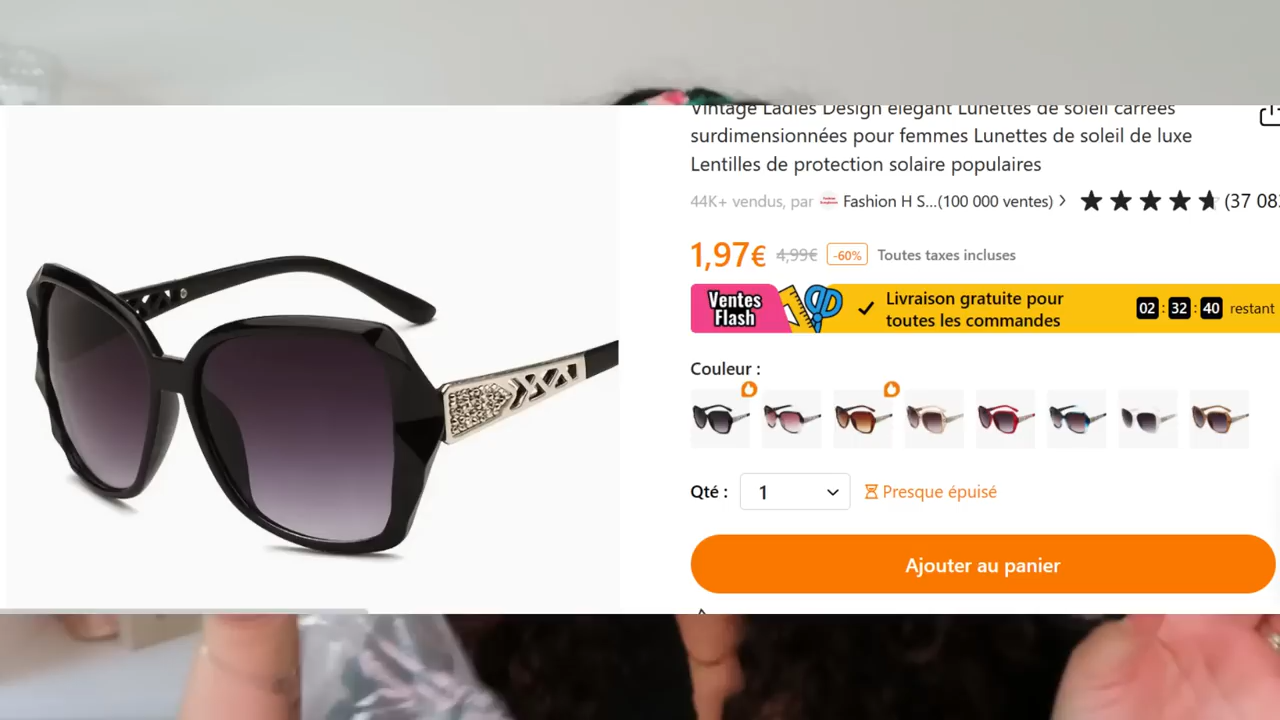 Vintage Ladies Design élégant Lunettes de soleil carrées
surdimensionnées pour femmes Lunettes de soleil de luxe
Lentilles de protection solaire populaires
44K+ vendus, par Fashion H S...(100 000 ventes) (37 08
1,97€ 4,99€ -60% Toutes taxes incluses
Ventes Flash
Livraison gratuite pour
toutes les commandes
02 : 32 : 40 restant
Couleur :
Qté : 1 Presque épuisé
Ajouter au panier